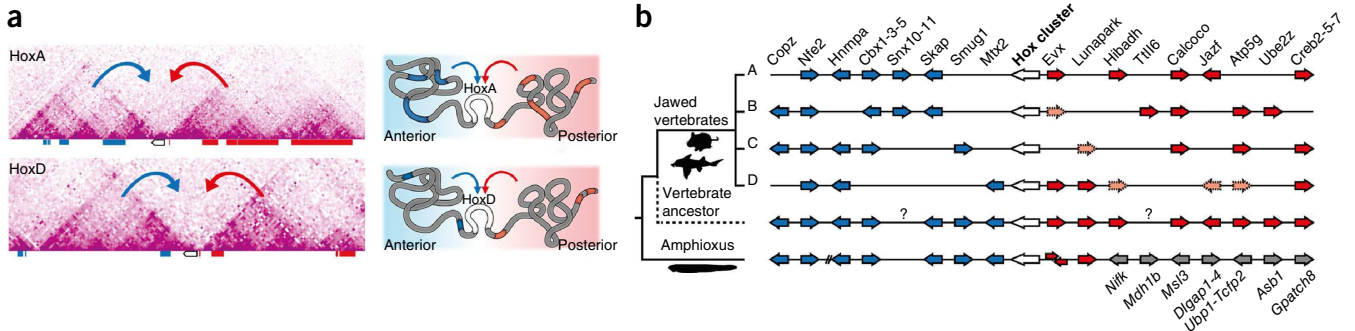 a
HoxA
HoxA
Anterior
Posterior
HoxD
HoxD
Anterior
Posterior
b
Copz
Nfe2
Hnrnpa
Cbx1-3-5
Snx10-11
Skap
Smug1
Mtx2
Hox cluster
Evx
Lunapark
Hibadh
Ttll6
Calcoco
Jazf
Atp5g
Ube2z
Creb2-5-7
A
Jawed
vertebrates
B
C
D
Vertebrate
ancestor
? ?
Amphioxus
//
Nifk
Mdh1b
Msl3
Dlgap1-4
Ubp1-Tcfp2
Asb1
Gpatch8